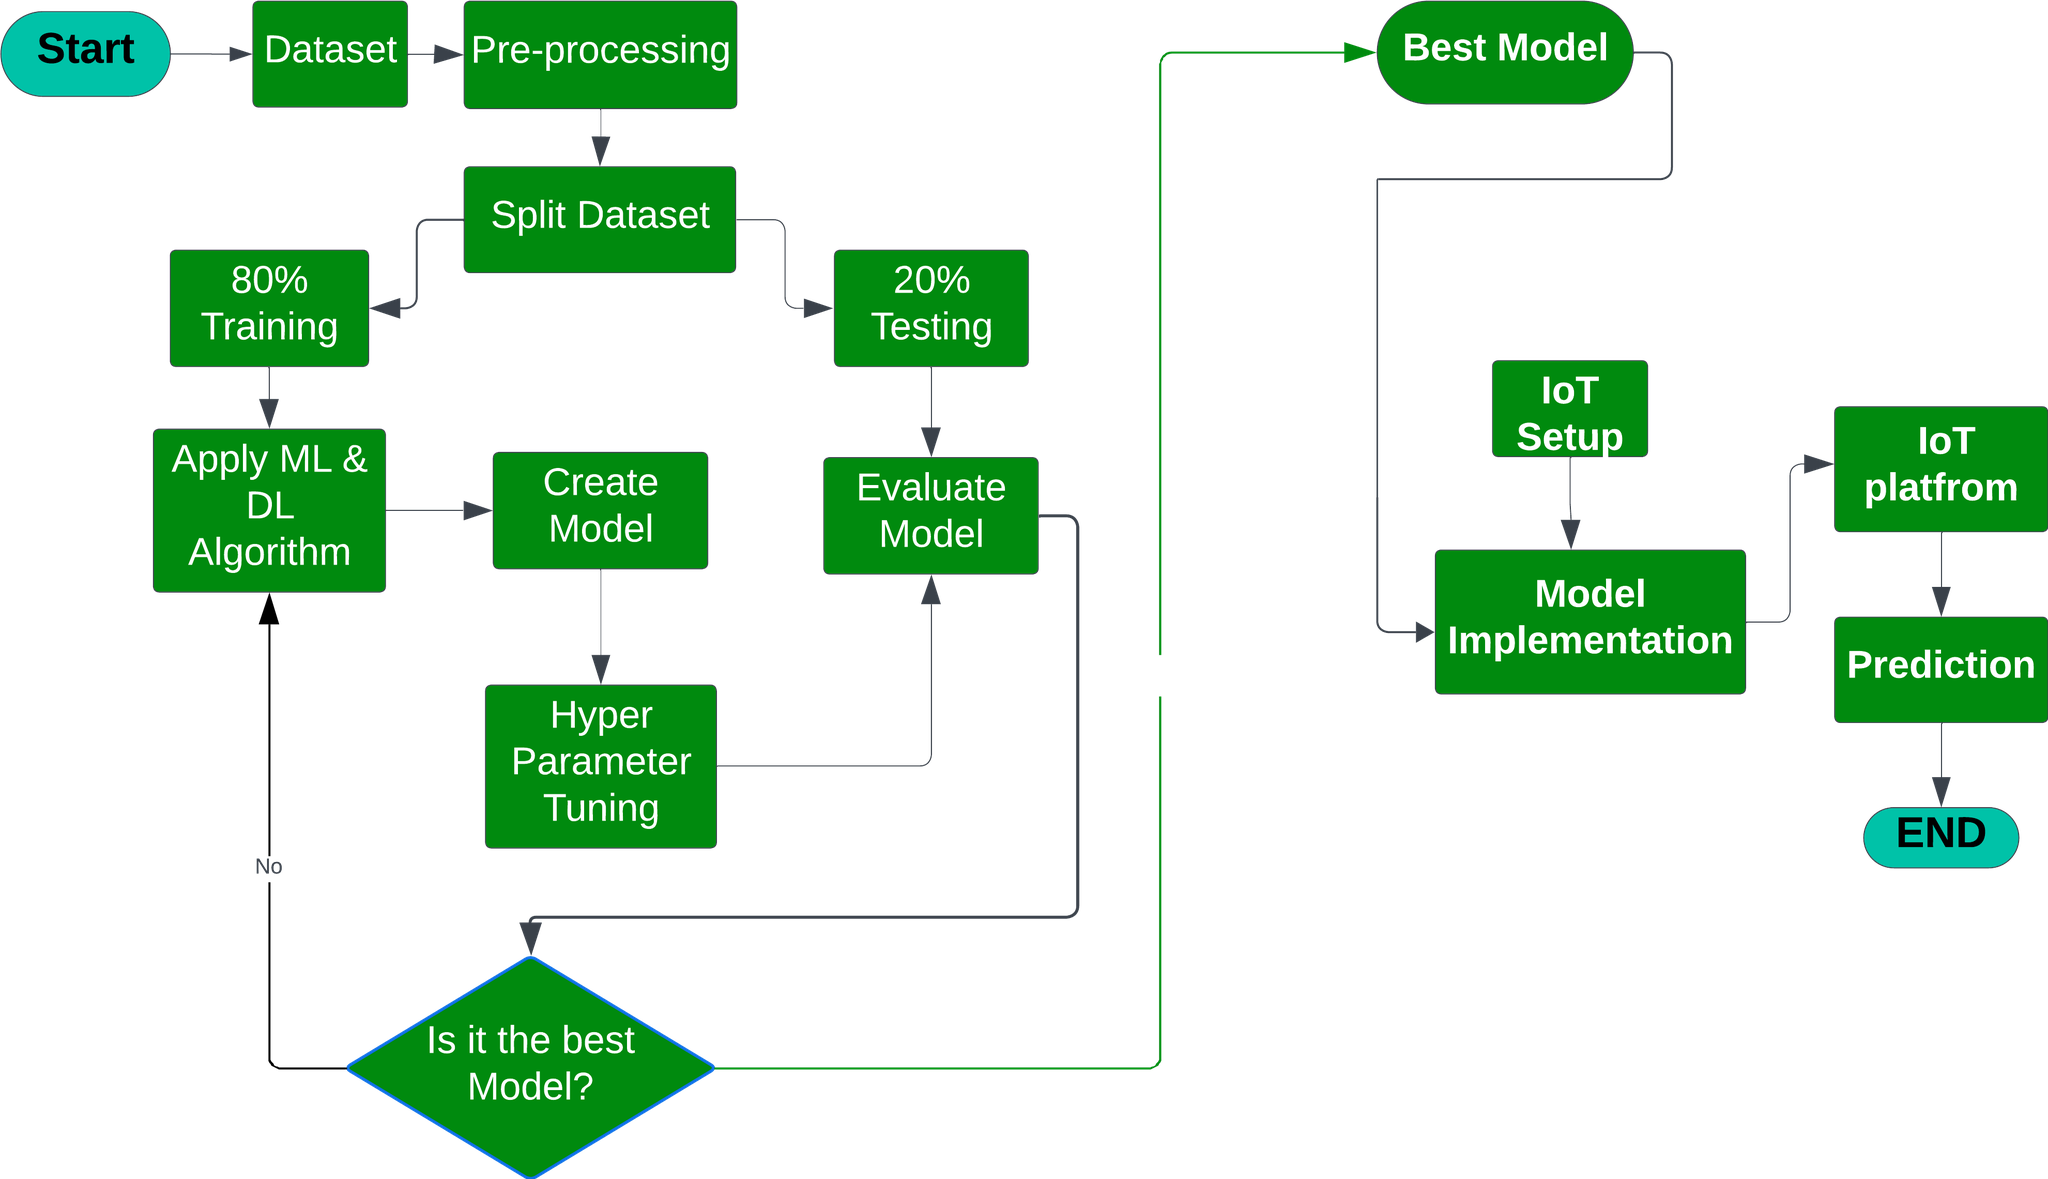 Start
Dataset
Pre-processing
Split Dataset
80%
Training
20%
Testing
Apply ML &
DL
Algorithm
Create
Model
Evaluate
Model
Hyper
Parameter
Tuning
No
Is it the best
Model?
Best Model
IoT
Setup
Model
Implementation
IoT
platfrom
Prediction
END